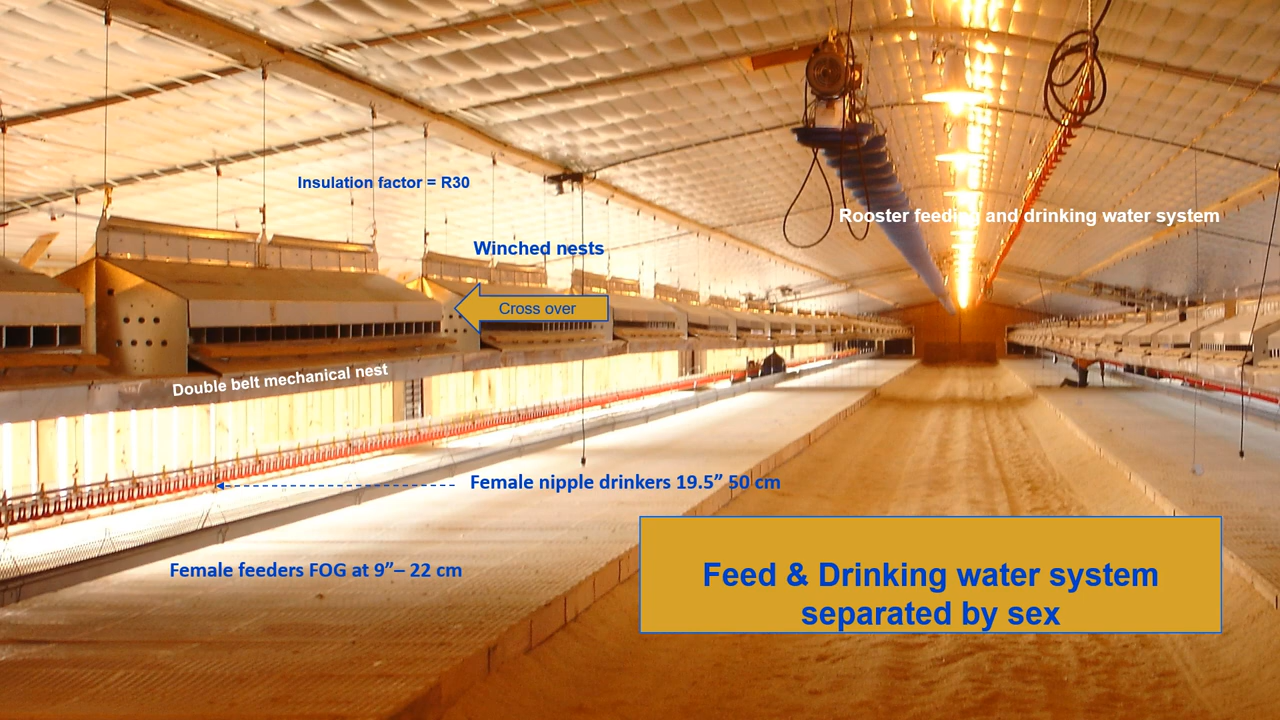 Insulation factor = R30
Rooster feeding and drinking water system
Winched nests
Cross over
Double belt mechanical nest
Female nipple drinkers 19.5” 50 cm
Female feeders FOG at 9”– 22 cm
Feed & Drinking water system
separated by sex